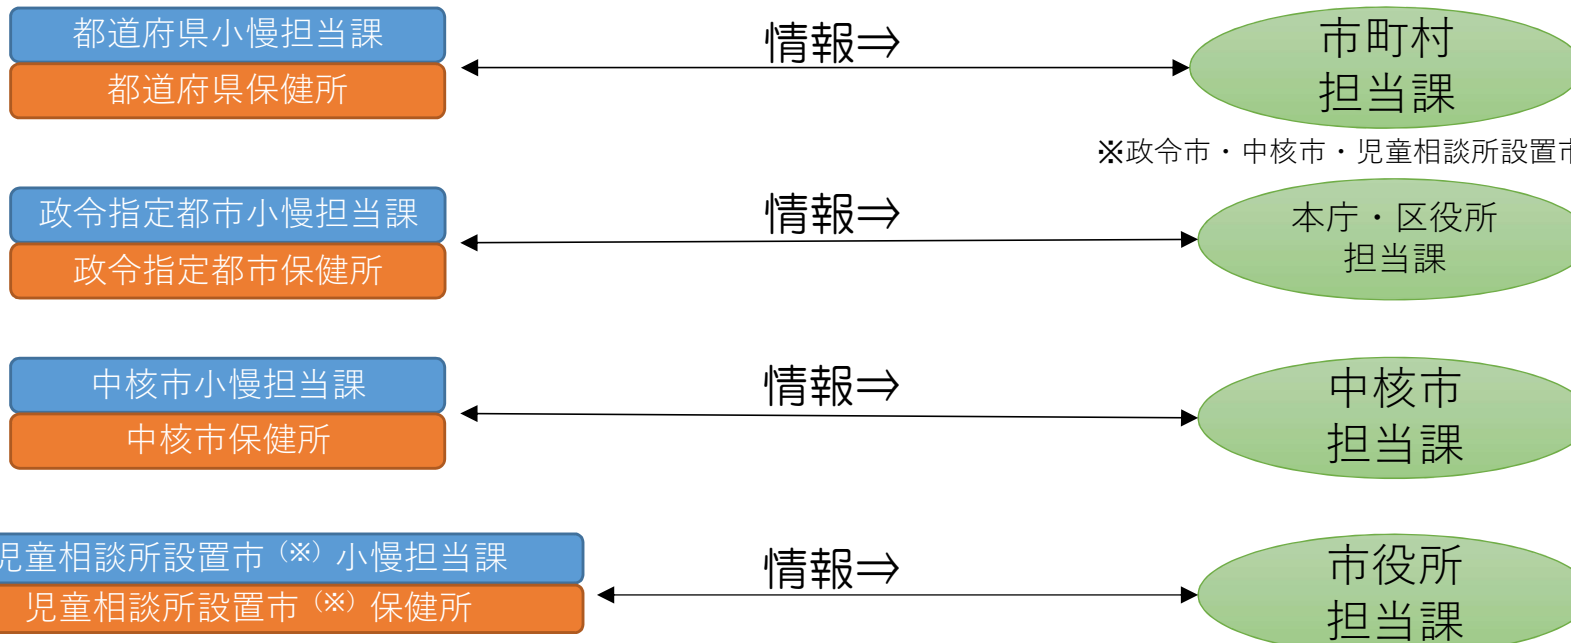 都道府県小慢担当課
都道府県保健所
情報⇒
市町村
担当課
※政令市・中核市・児童相談所設置市
政令指定都市小慢担当課
政令指定都市保健所
情報⇒
本庁・区役所
担当課
中核市小慢担当課
中核市保健所
情報⇒
中核市
担当課
児童相談所設置市(※)小慢担当課
児童相談所設置市(※)保健所
情報⇒
市役所
担当課